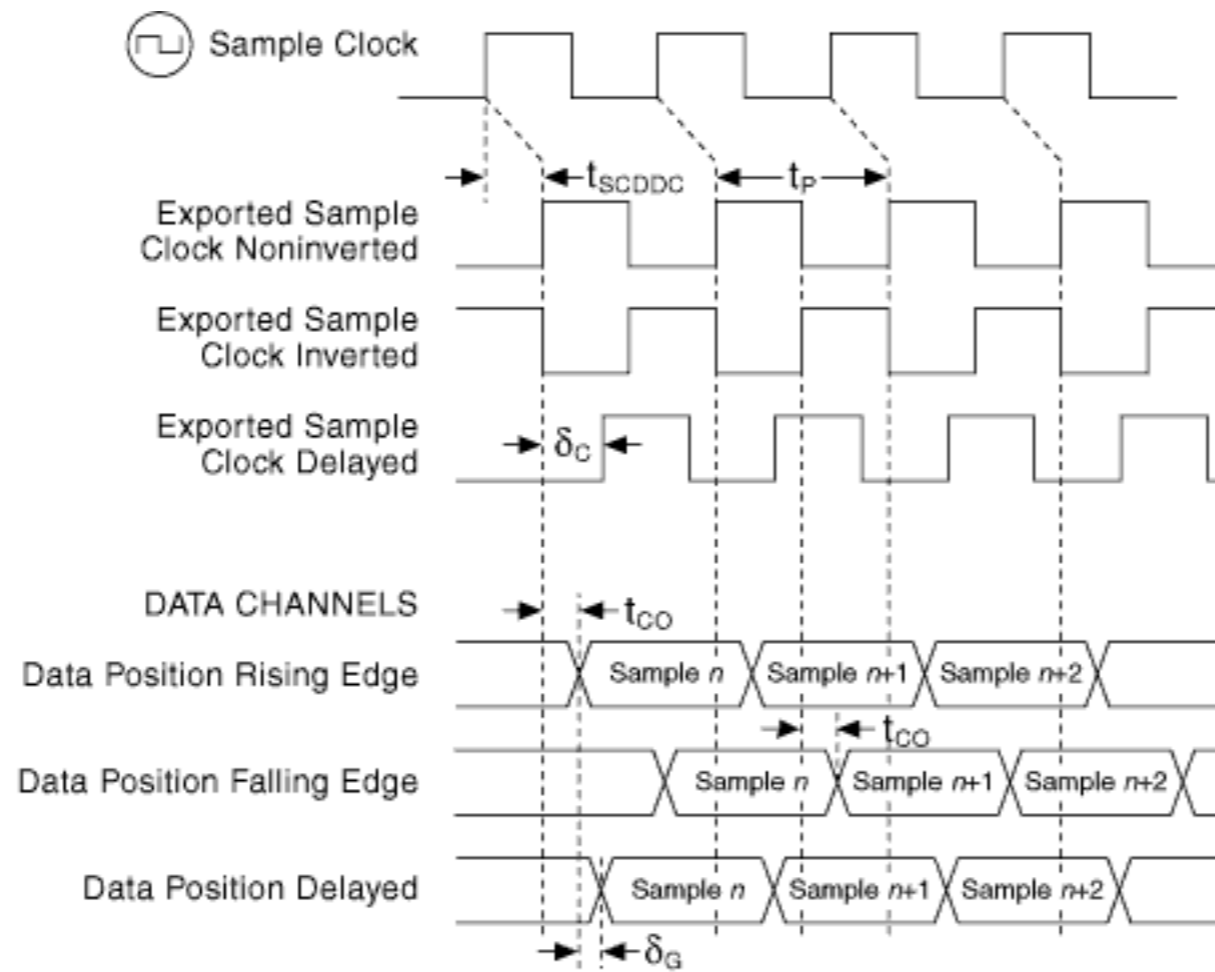 Sample Clock
tSCDDC
tP
Exported Sample
Clock Noninverted
Exported Sample
Clock Inverted
Exported Sample
Clock Delayed
δC
DATA CHANNELS
tCO
Data Position Rising Edge
Sample n
Sample n+1
Sample n+2
tCO
Data Position Falling Edge
Sample n
Sample n+1
Sample n+2
Data Position Delayed
Sample n
Sample n+1
Sample n+2
δG